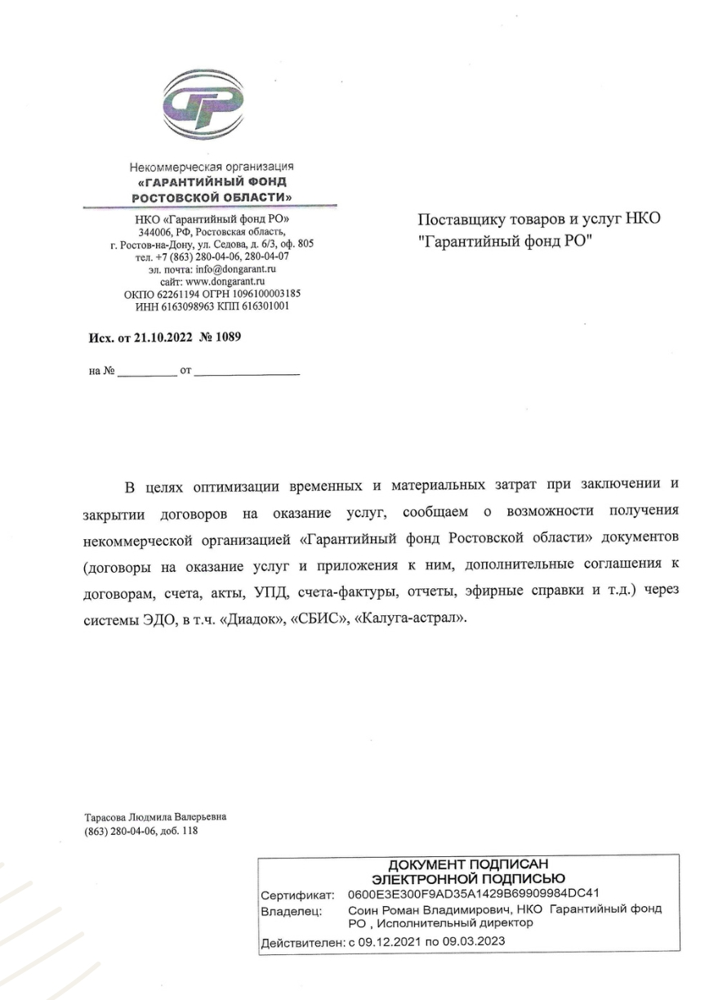 Некоммерческая организация
«ГАРАНТИЙНЫЙ ФОНД
РОСТОВСКОЙ ОБЛАСТИ»
НКО «Гарантийный фонд РО»
344006, РФ, Ростовская область,
г. Ростов-на-Дону, ул. Седова, д. 6/3, оф. 805
тел. +7 (863) 280-04-06, 280-04-07
эл. почта: info@dongarant.ru
сайт: www.dongarant.ru
ОКПО 62261194 ОГРН 1096100003185
ИНН 6163098963 КПП 616301001
Исх. от 21.10.2022 № 1089
на № ___________ от ___________________
Поставщику товаров и услуг НКО
"Гарантийный фонд РО"
В целях оптимизации временных и материальных затрат при заключении и
закрытии договоров на оказание услуг, сообщаем о возможности получения
некоммерческой организацией «Гарантийный фонд Ростовской области» документов
(договоры на оказание услуг и приложения к ним, дополнительные соглашения к
договорам, счета, акты, УПД, счета-фактуры, отчеты, эфирные справки и т.д.) через
системы ЭДО, в т.ч. «Диадок», «СБИС», «Калуга-астрал».
Тарасова Людмила Валерьевна
(863) 280-04-06, доб. 118
ДОКУМЕНТ ПОДПИСАН
ЭЛЕКТРОННОЙ ПОДПИСЬЮ
Сертификат: 0600E3E300F9AD35A1429B69909984DC41
Владелец: Соин Роман Владимирович, НКО Гарантийный фонд
РО , Исполнительный директор
Действителен: с 09.12.2021 по 09.03.2023